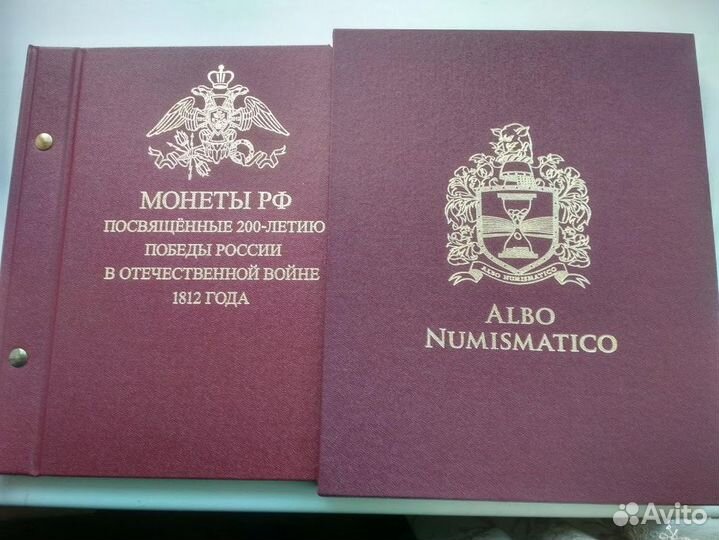 МОНЕТЫ РФ
ПОСВЯЩЁННЫЕ 200-ЛЕТИЮ
ПОБЕДЫ РОССИИ
В ОТЕЧЕСТВЕННОЙ ВОЙНЕ
1812 ГОДА
ALBO NUMISMATICO
ALBO
NUMISMATICO
Avito